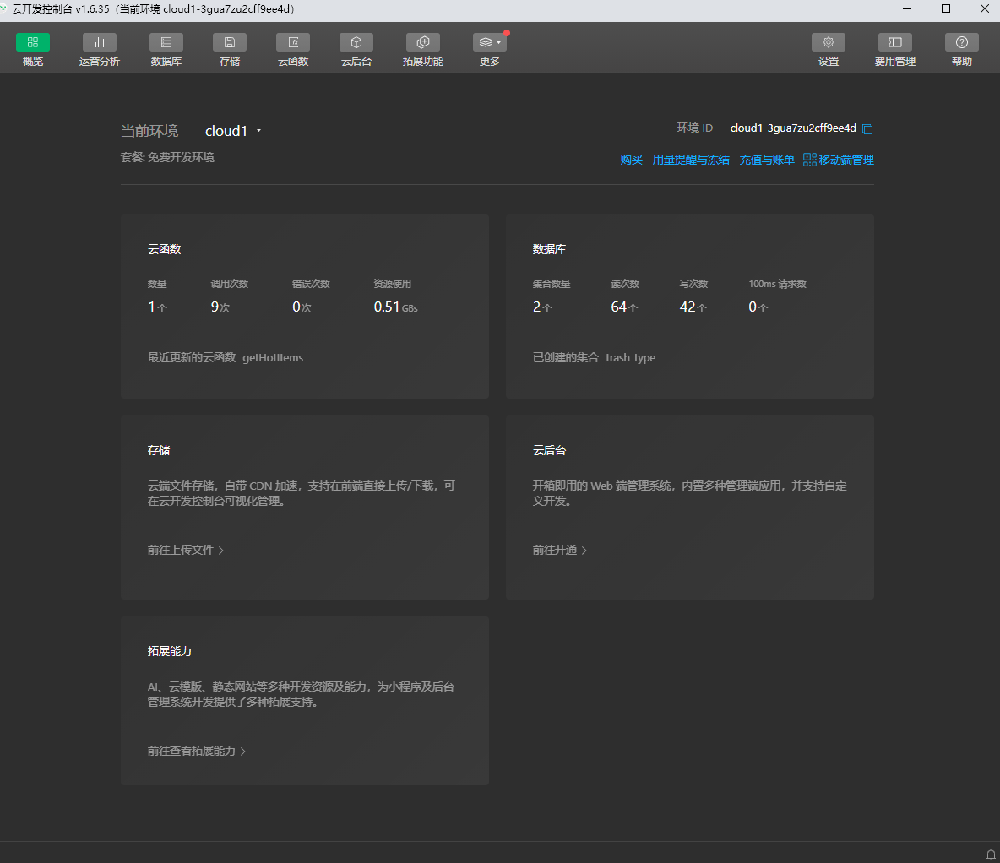 云开发控制台 v1.6.35（当前环境 cloud1-3gua7zu2cff9ee4d）
概览 运营分析 数据库 存储 云函数 云后台 拓展功能 更多 设置 费用管理 帮助
当前环境 cloud1 环境 ID cloud1-3gua7zu2cff9ee4d
套餐: 免费开发环境 购买 用量提醒与冻结 充值与账单 移动端管理
云函数
数量 调用次数 错误次数 资源使用
1个 9次 0次 0.51 GBs
最近更新的云函数 getHotItems
数据库
集合数量 读次数 写次数 100ms 请求数
2个 64个 42个 0个
已创建的集合 trash type
存储
云端文件存储，自带 CDN 加速，支持在前端直接上传/下载，可
在云开发控制台可视化管理。
前往上传文件
云后台
开箱即用的 Web 端管理系统，内置多种管理端应用，并支持自定
义开发。
前往开通
拓展能力
AI、云模版、静态网站等多种开发资源及能力，为小程序及后台
管理系统开发提供了多种拓展支持。
前往查看拓展能力